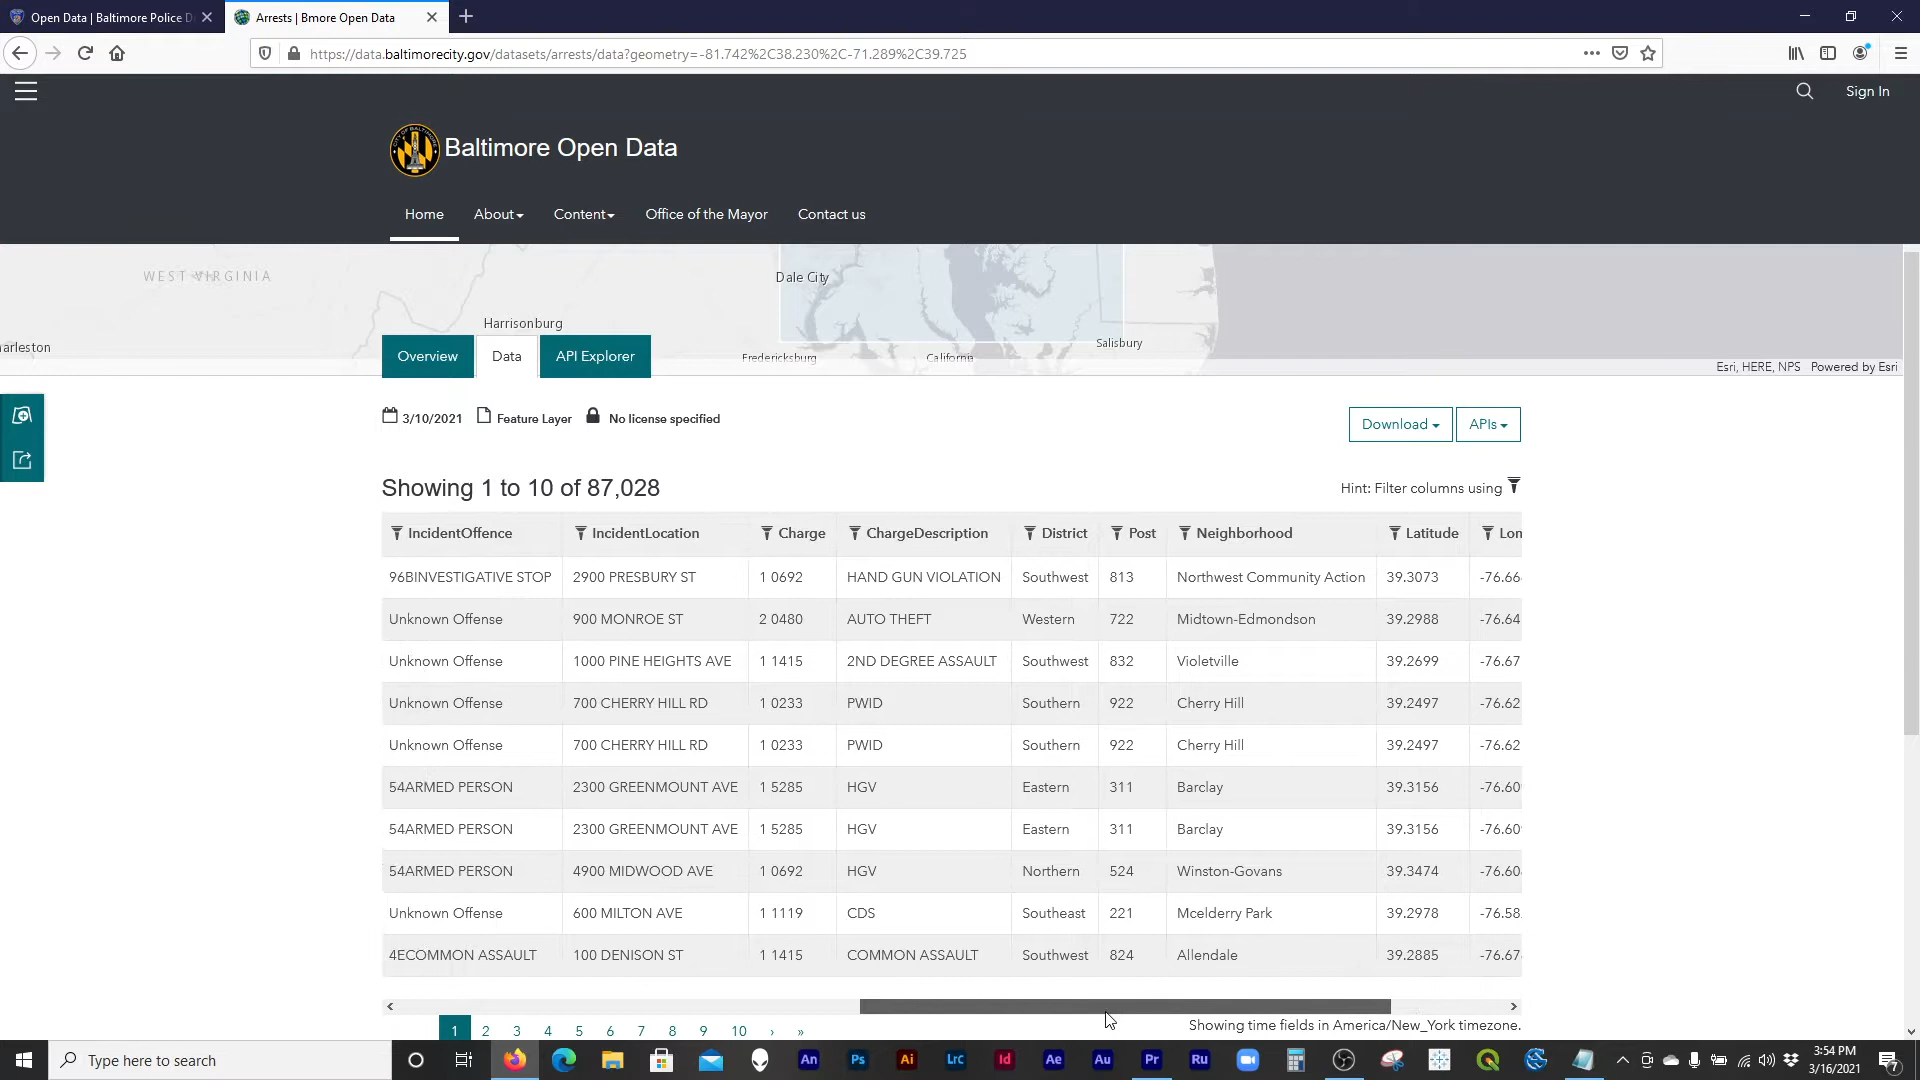 Open Data | Baltimore Police D
Arrests | Bmore Open Data
https://data.baltimorecity.gov/datasets/arrests/data?geometry=-81.742%2C38.230%2C-71.289%2C39.725
Sign In
Baltimore Open Data
Home About Content Office of the Mayor Contact us
WEST VIRGINIA
Dale City
Harrisonburg
arleston
Salisbury
Fredericksburg
California
Esri, HERE, NPS Powered by Esri
Overview Data API Explorer
3/10/2021 Feature Layer No license specified
Download APIs
Showing 1 to 10 of 87,028
Hint: Filter columns using
IncidentOffence IncidentLocation Charge ChargeDescription District Post Neighborhood Latitude Lon
96BINVESTIGATIVE STOP 2900 PRESBURY ST 1 0692 HAND GUN VIOLATION Southwest 813 Northwest Community Action 39.3073 -76.66
Unknown Offense 900 MONROE ST 2 0480 AUTO THEFT Western 722 Midtown-Edmondson 39.2988 -76.64
Unknown Offense 1000 PINE HEIGHTS AVE 1 1415 2ND DEGREE ASSAULT Southwest 832 Violetville 39.2699 -76.67
Unknown Offense 700 CHERRY HILL RD 1 0233 PWID Southern 922 Cherry Hill 39.2497 -76.62
Unknown Offense 700 CHERRY HILL RD 1 0233 PWID Southern 922 Cherry Hill 39.2497 -76.62
54ARMED PERSON 2300 GREENMOUNT AVE 1 5285 HGV Eastern 311 Barclay 39.3156 -76.60
54ARMED PERSON 2300 GREENMOUNT AVE 1 5285 HGV Eastern 311 Barclay 39.3156 -76.60
54ARMED PERSON 4900 MIDWOOD AVE 1 0692 HGV Northern 524 Winston-Govans 39.3474 -76.60
Unknown Offense 600 MILTON AVE 1 1119 CDS Southeast 221 Mcelderry Park 39.2978 -76.58
4ECOMMON ASSAULT 100 DENISON ST 1 1415 COMMON ASSAULT Southwest 824 Allendale 39.2885 -76.67
1 2 3 4 5 6 7 8 9 10 › »
Showing time fields in America/New_York timezone.
Type here to search
An Ps Ai Lrc Id Ae Au Pr Ru
3:54 PM
3/16/2021
7